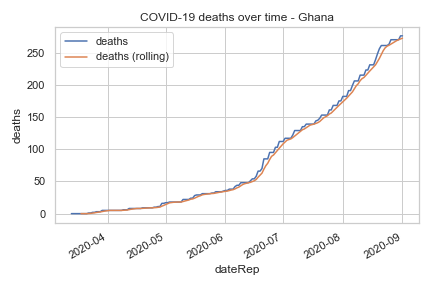 COVID-19 deaths over time - Ghana
deaths
deaths (rolling)
deaths
250
200
150
100
50
0
2020-04
2020-05
2020-06
2020-07
2020-08
2020-09
dateRep